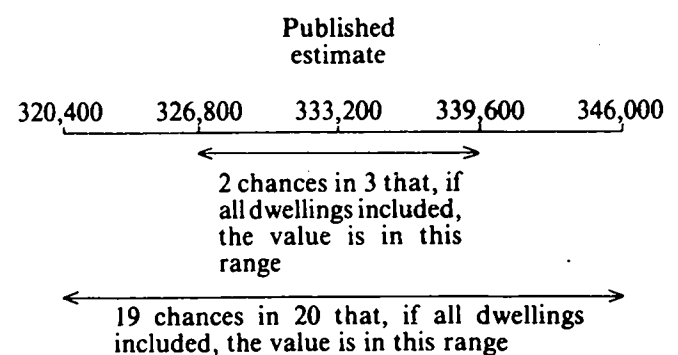 Published
estimate
320,400 326,800 333,200 339,600 346,000
2 chances in 3 that, if
all dwellings included,
the value is in this
range
19 chances in 20 that, if all dwellings
included, the value is in this range